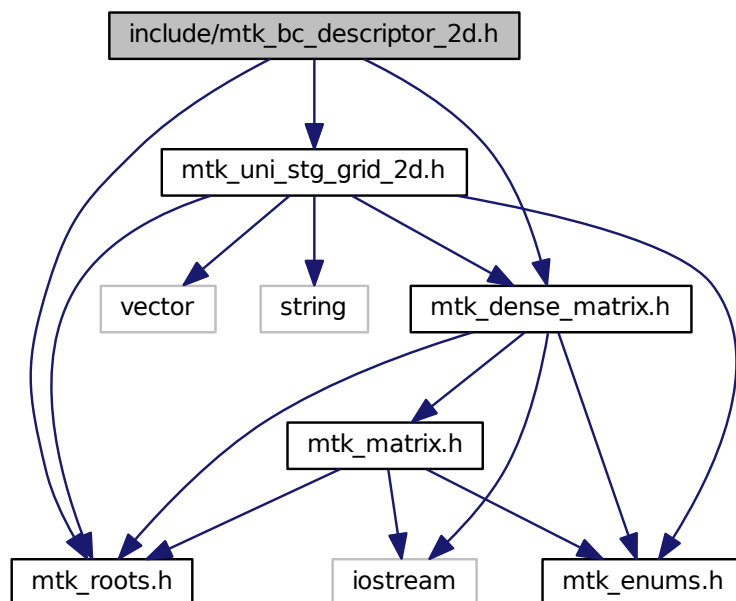 include/mtk_bc_descriptor_2d.h
mtk_uni_stg_grid_2d.h
vector
string
mtk_dense_matrix.h
mtk_matrix.h
mtk_roots.h
iostream
mtk_enums.h